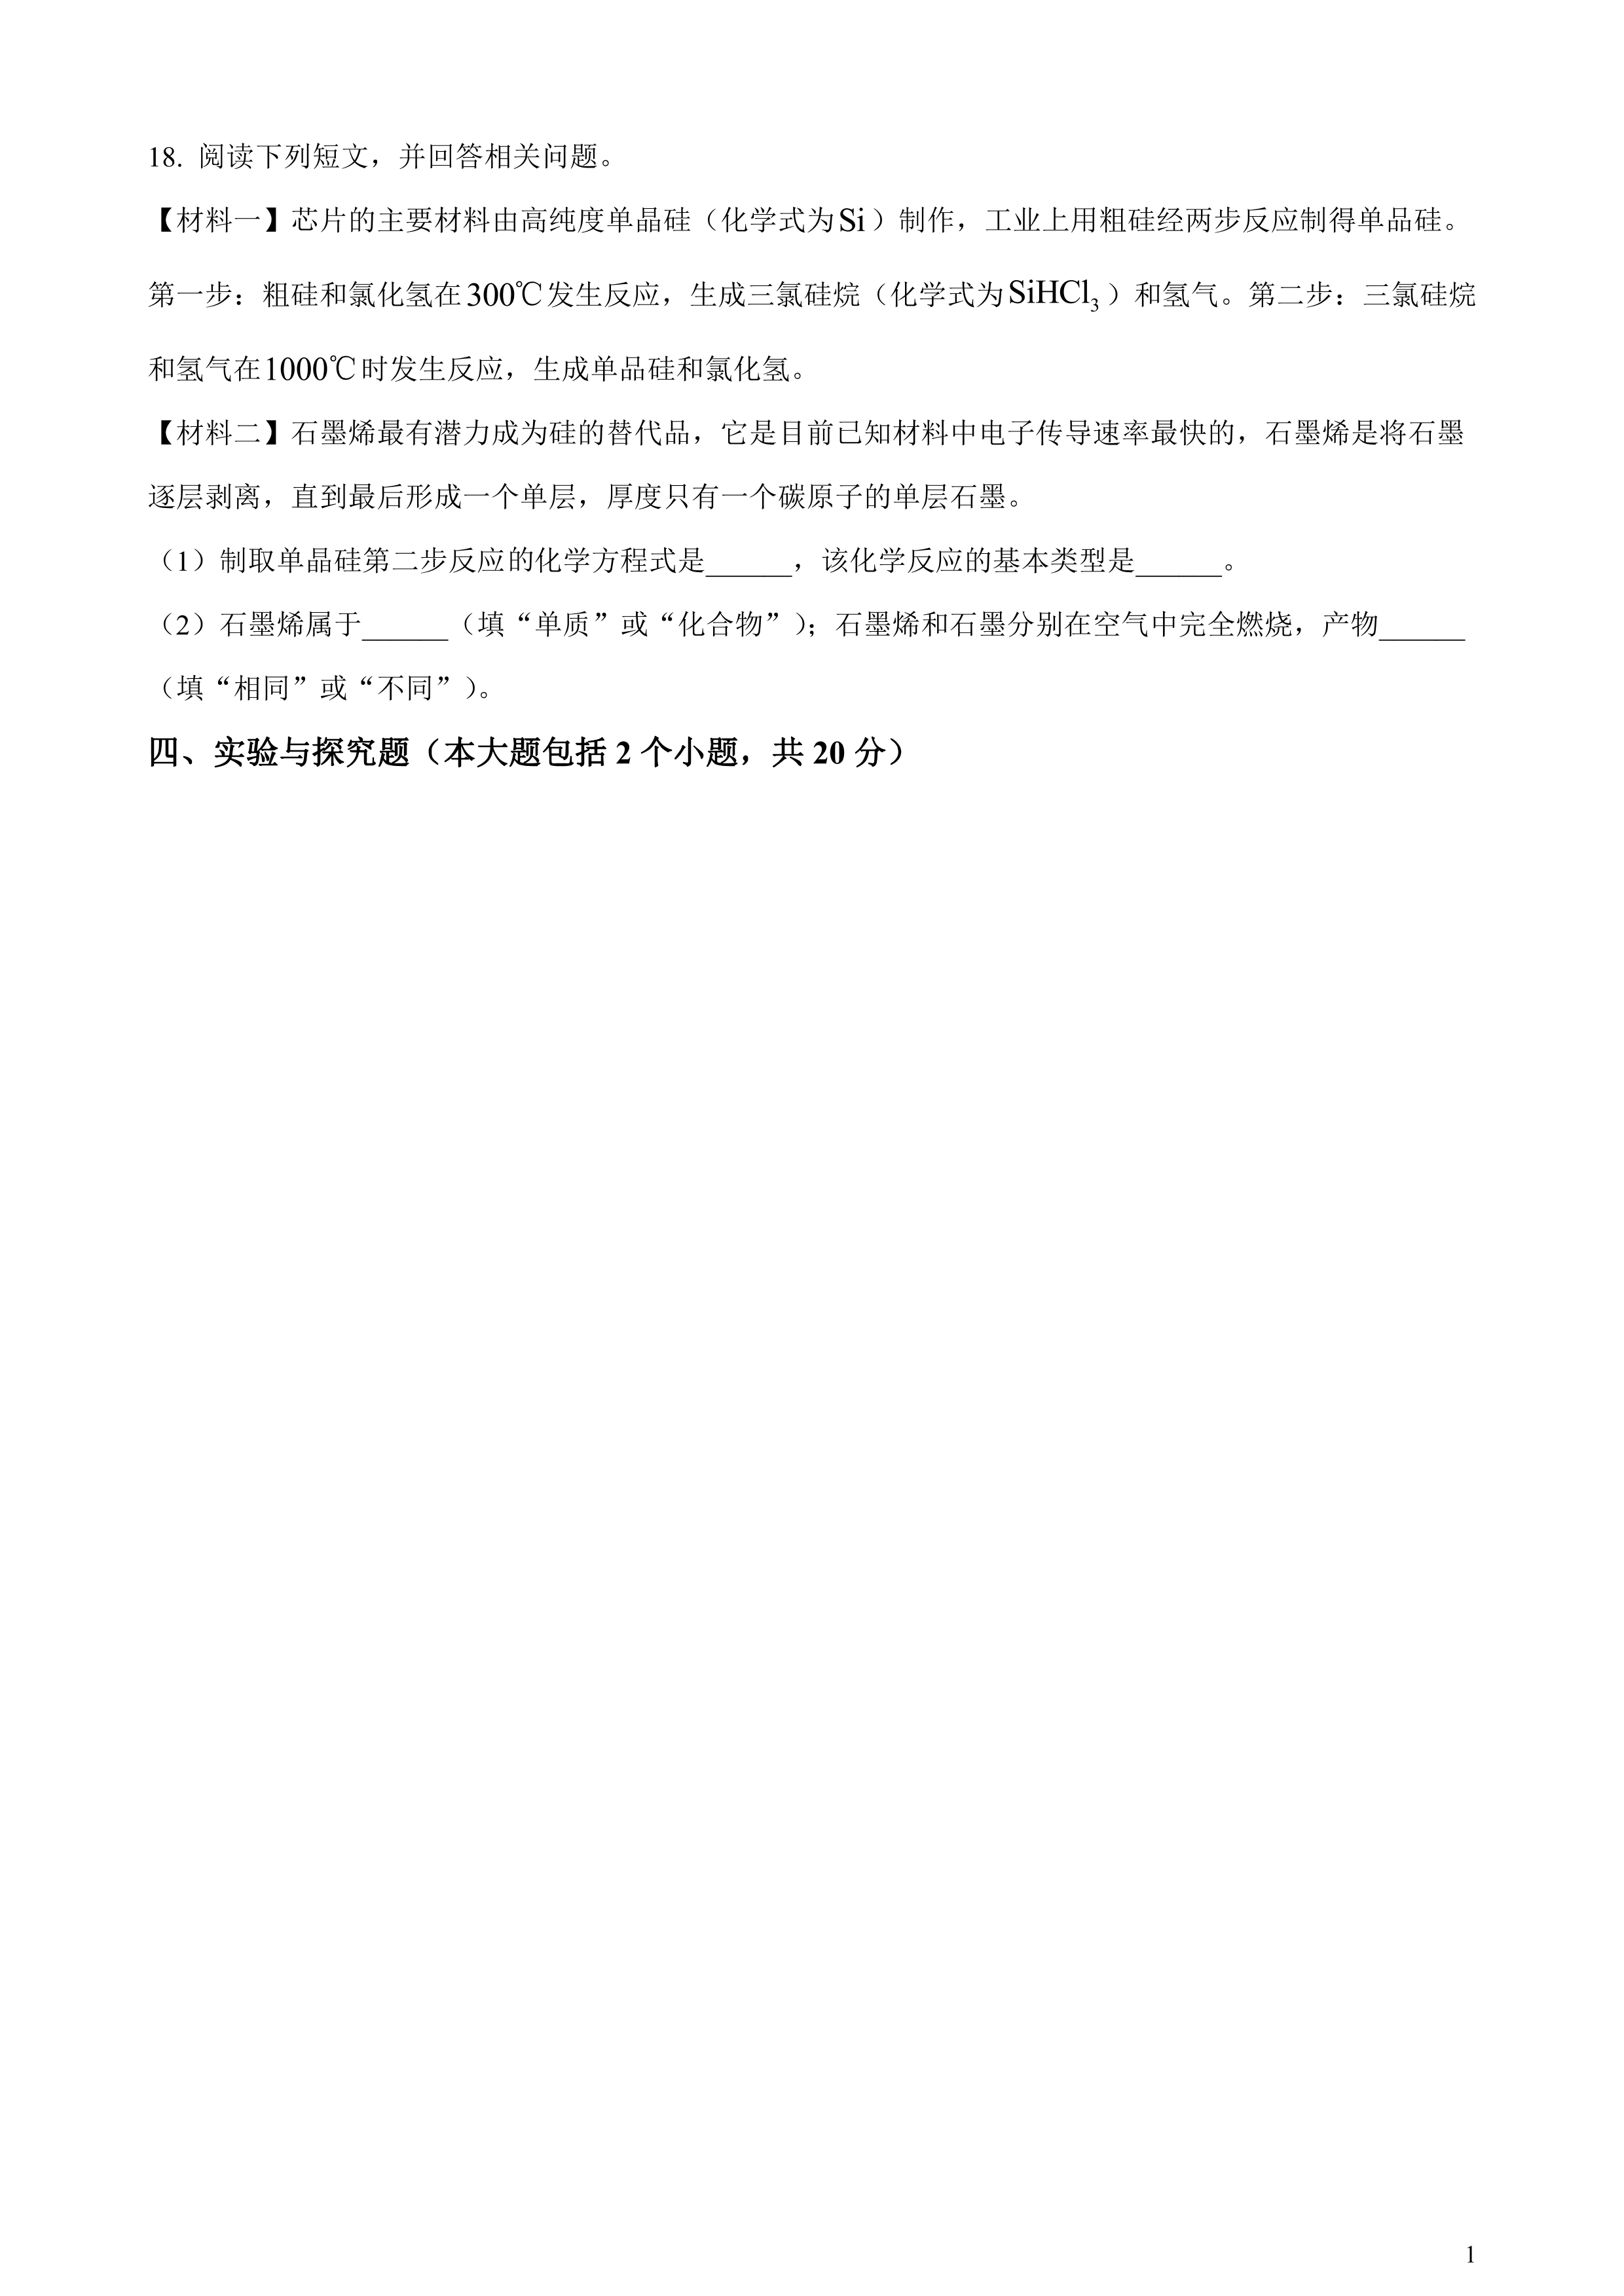 18. 阅读下列短文，并回答相关问题。
【材料一】芯片的主要材料由高纯度单晶硅（化学式为Si）制作，工业上用粗硅经两步反应制得单品硅。
第一步：粗硅和氯化氢在300℃发生反应，生成三氯硅烷（化学式为SiHCl₃）和氢气。第二步：三氯硅烷
和氢气在1000℃时发生反应，生成单品硅和氯化氢。
【材料二】石墨烯最有潜力成为硅的替代品，它是目前已知材料中电子传导速率最快的，石墨烯是将石墨
逐层剥离，直到最后形成一个单层，厚度只有一个碳原子的单层石墨。
（1）制取单晶硅第二步反应的化学方程式是______，该化学反应的基本类型是______。
（2）石墨烯属于______（填“单质”或“化合物”）；石墨烯和石墨分别在空气中完全燃烧，产物______
（填“相同”或“不同”）。
四、实验与探究题（本大题包括 2 个小题，共 20 分）
1